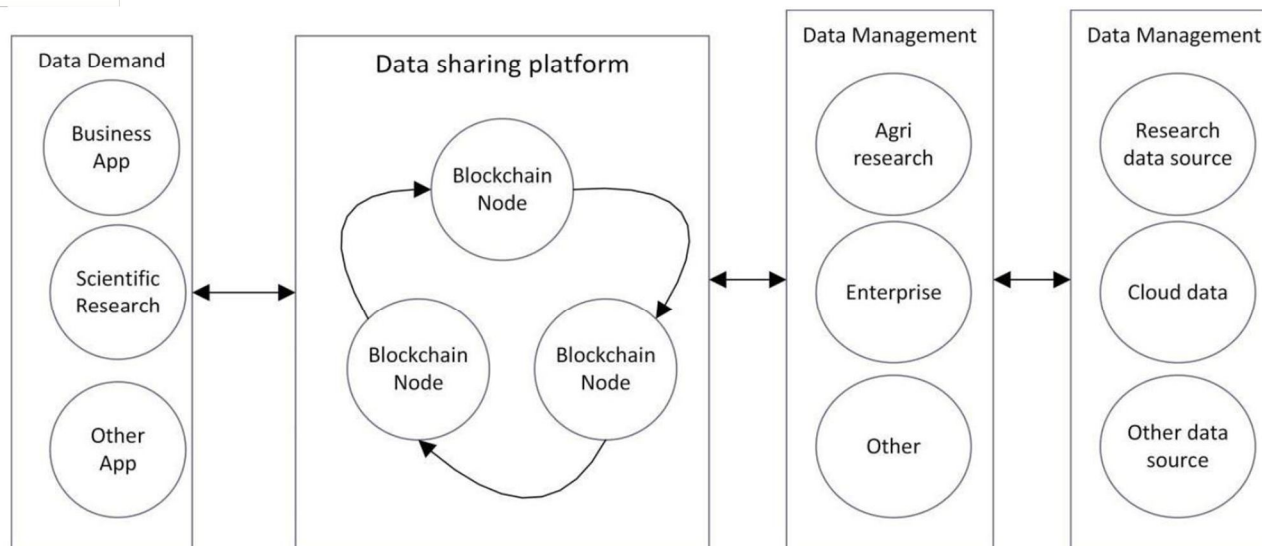 Data Demand
Business
App
Scientific
Research
Other
App
Data sharing platform
Blockchain
Node
Blockchain
Node
Blockchain
Node
Data Management
Agri
research
Enterprise
Other
Data Management
Research
data source
Cloud data
Other data
source